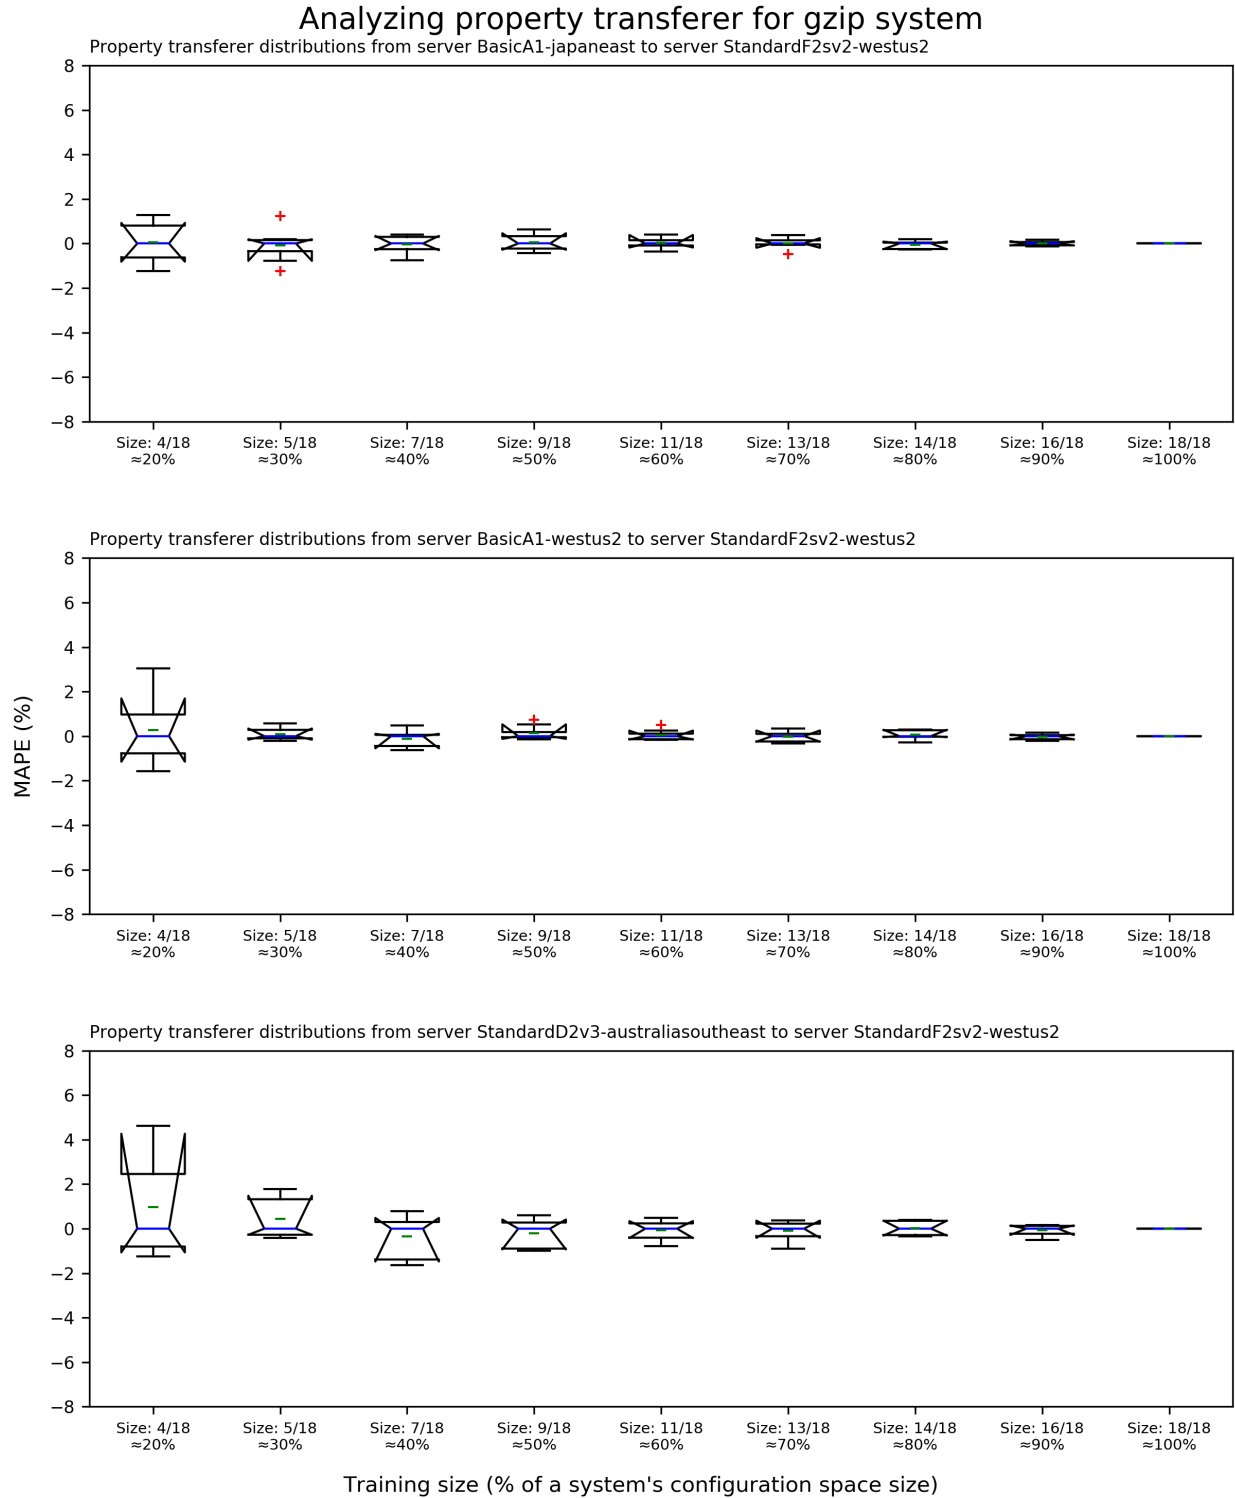 Analyzing property transferer for gzip system
Property transferer distributions from server BasicA1-japaneast to server StandardF2sv2-westus2
8
6
4
2
0
−2
−4
−6
−8
Size: 4/18 Size: 5/18 Size: 7/18 Size: 9/18 Size: 11/18 Size: 13/18 Size: 14/18 Size: 16/18 Size: 18/18
≈20% ≈30% ≈40% ≈50% ≈60% ≈70% ≈80% ≈90% ≈100%
Property transferer distributions from server BasicA1-westus2 to server StandardF2sv2-westus2
MAPE (%)
8
6
4
2
0
−2
−4
−6
−8
Size: 4/18 Size: 5/18 Size: 7/18 Size: 9/18 Size: 11/18 Size: 13/18 Size: 14/18 Size: 16/18 Size: 18/18
≈20% ≈30% ≈40% ≈50% ≈60% ≈70% ≈80% ≈90% ≈100%
Property transferer distributions from server StandardD2v3-australiasoutheast to server StandardF2sv2-westus2
8
6
4
2
0
−2
−4
−6
−8
Size: 4/18 Size: 5/18 Size: 7/18 Size: 9/18 Size: 11/18 Size: 13/18 Size: 14/18 Size: 16/18 Size: 18/18
≈20% ≈30% ≈40% ≈50% ≈60% ≈70% ≈80% ≈90% ≈100%
Training size (% of a system's configuration space size)